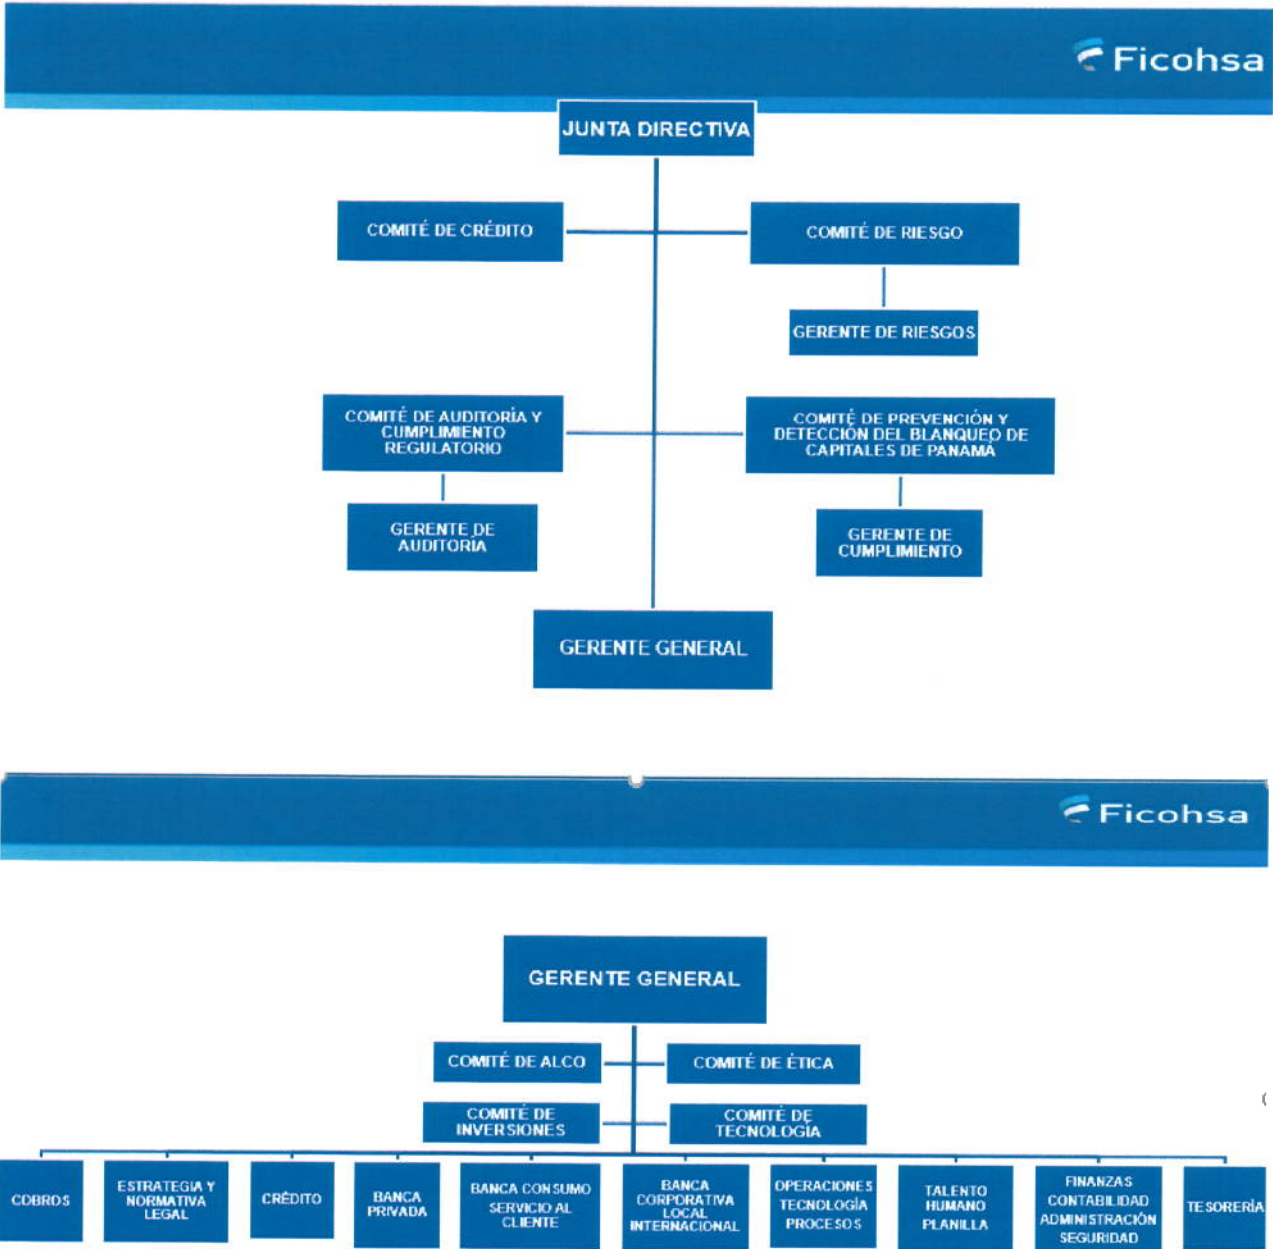 Ficohsa
JUNTA DIRECTIVA
COMITÉ DE CRÉDITO
COMITÉ DE RIESGO
GERENTE DE RIESGOS
COMITÉ DE AUDITORÍA Y
CUMPLIMIENTO
REGULATORIO
COMITÉ DE PREVENCIÓN Y
DETECCIÓN DEL BLANQUEO DE
CAPITALES DE PANAMÁ
GERENTE DE
AUDITORÍA
GERENTE DE
CUMPLIMIENTO
GERENTE GENERAL
Ficohsa
GERENTE GENERAL
COMITÉ DE ALCO
COMITÉ DE ÉTICA
COMITÉ DE
INVERSIONES
COMITÉ DE
TECNOLOGÍA
COBROS
ESTRATEGIA Y
NORMATIVA
LEGAL
CRÉDITO
BANCA
PRIVADA
BANCA CONSUMO
SERVICIO AL
CLIENTE
BANCA
CORPORATIVA
LOCAL
INTERNACIONAL
OPERACIONES
TECNOLOGÍA
PROCESOS
TALENTO
HUMANO
PLANILLA
FINANZAS
CONTABILIDAD
ADMINISTRACIÓN
SEGURIDAD
TESORERÍA